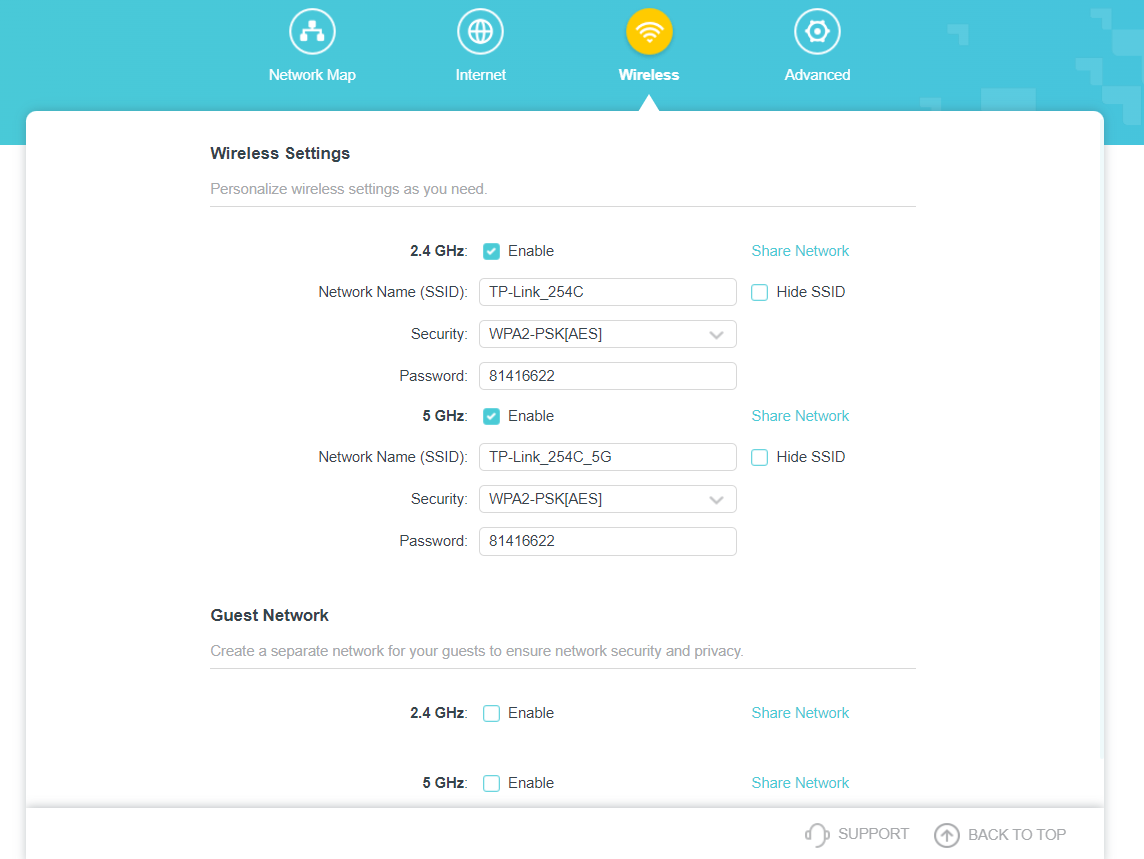 Network Map Internet Wireless Advanced
Wireless Settings
Personalize wireless settings as you need.
2.4 GHz: Enable Share Network
Network Name (SSID): TP-Link_254C Hide SSID
Security: WPA2-PSK[AES]
Password: 81416622
5 GHz: Enable Share Network
Network Name (SSID): TP-Link_254C_5G Hide SSID
Security: WPA2-PSK[AES]
Password: 81416622
Guest Network
Create a separate network for your guests to ensure network security and privacy.
2.4 GHz: Enable Share Network
5 GHz: Enable Share Network
SUPPORT BACK TO TOP